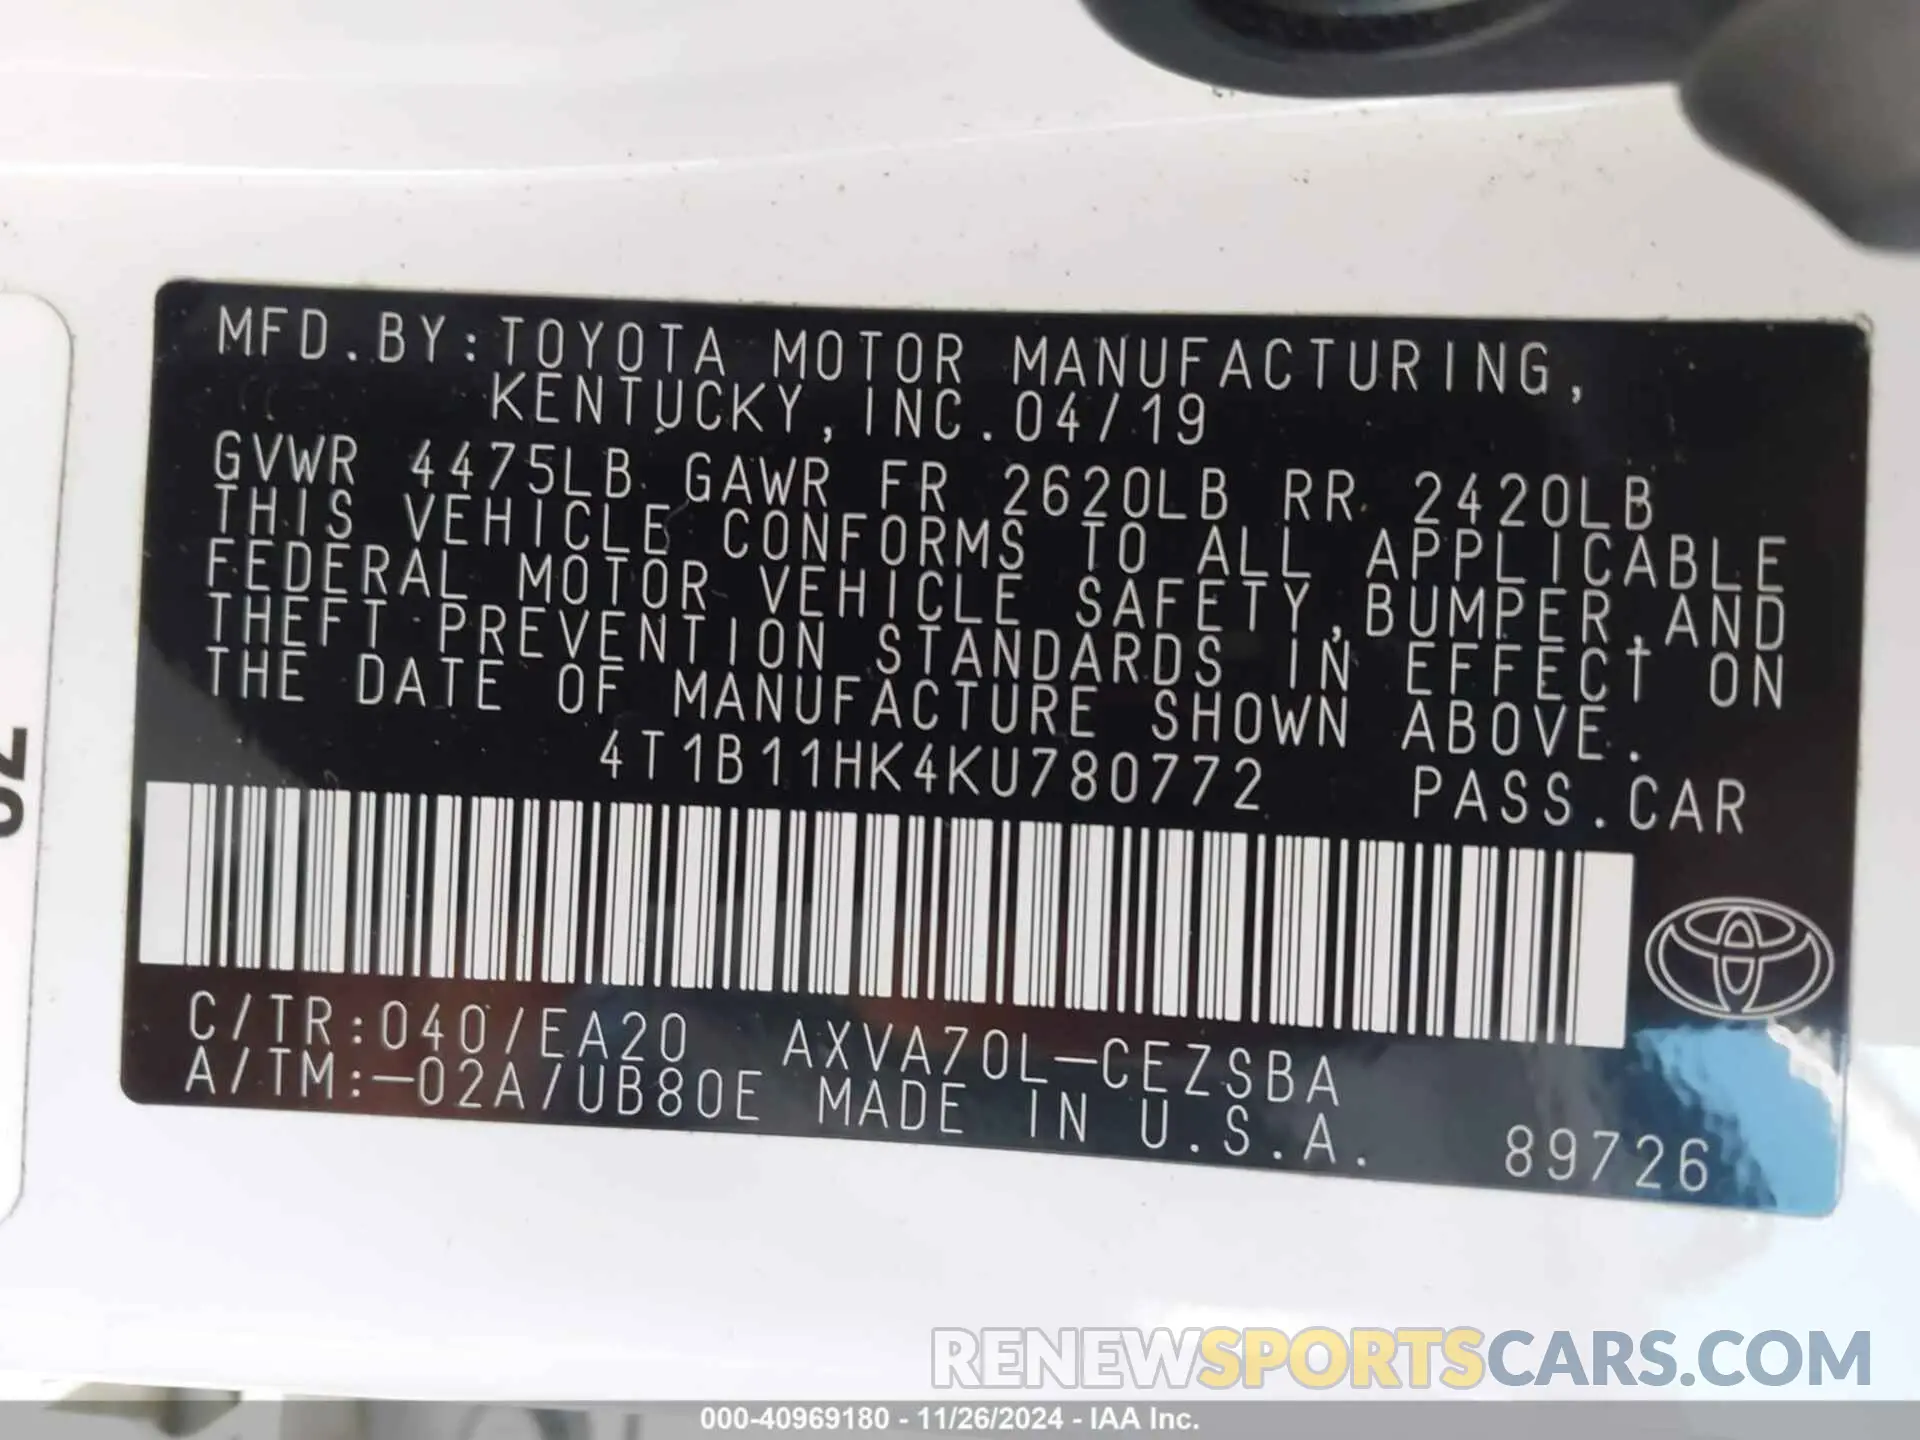 MFD.BY:TOYOTA MOTOR MANUFACTURING,
KENTUCKY,INC.04/19
GVWR 4475LB GAWR FR 2620LB RR 2420LB
THIS VEHICLE CONFORMS TO ALL APPLICABLE
FEDERAL MOTOR VEHICLE SAFETY,BUMPER,AND
THEFT PREVENTION STANDARDS IN EFFECT ON
THE DATE OF MANUFACTURE SHOWN ABOVE.
4T1B11HK4KU780772 PASS.CAR
C/TR:040/EA20 AXVA70L-CEZSBA
A/TM:-02A/UB80E MADE IN U.S.A. 89726
RENEWSPORTSCARS.COM
000-40969180 - 11/26/2024 - IAA Inc.